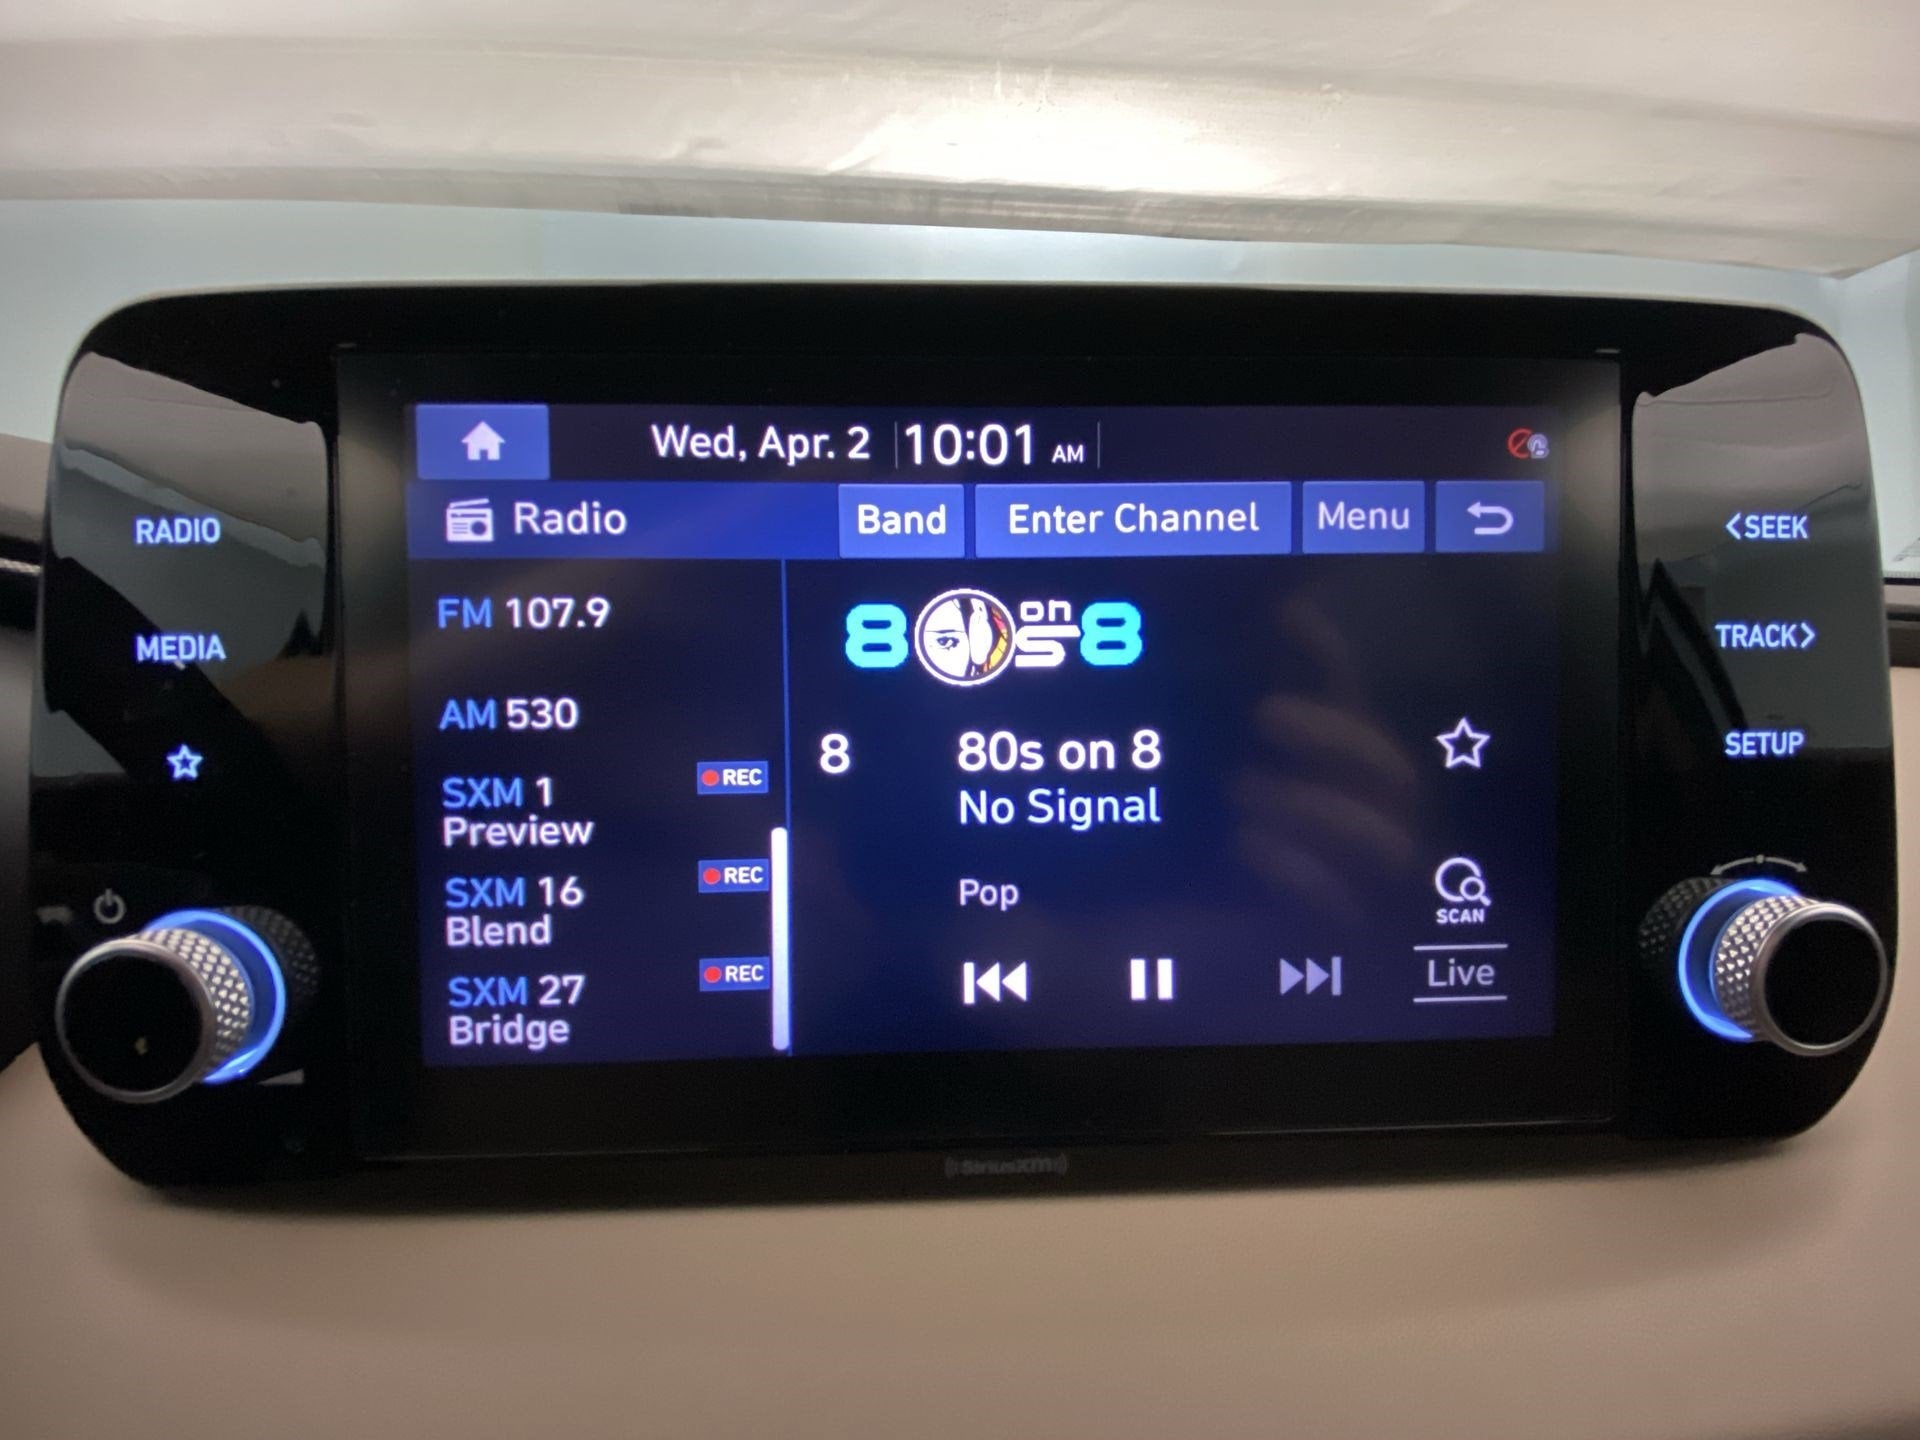 Wed, Apr. 2 10:01 AM
Radio Band Enter Channel Menu
RADIO
MEDIA
<SEEK
TRACK>
SETUP
FM 107.9
AM 530
SXM 1 REC
Preview
SXM 16 REC
Blend
SXM 27 REC
Bridge
80s on 8
8 80s on 8
No Signal
Pop
SCAN
Live
((SiriusXM))